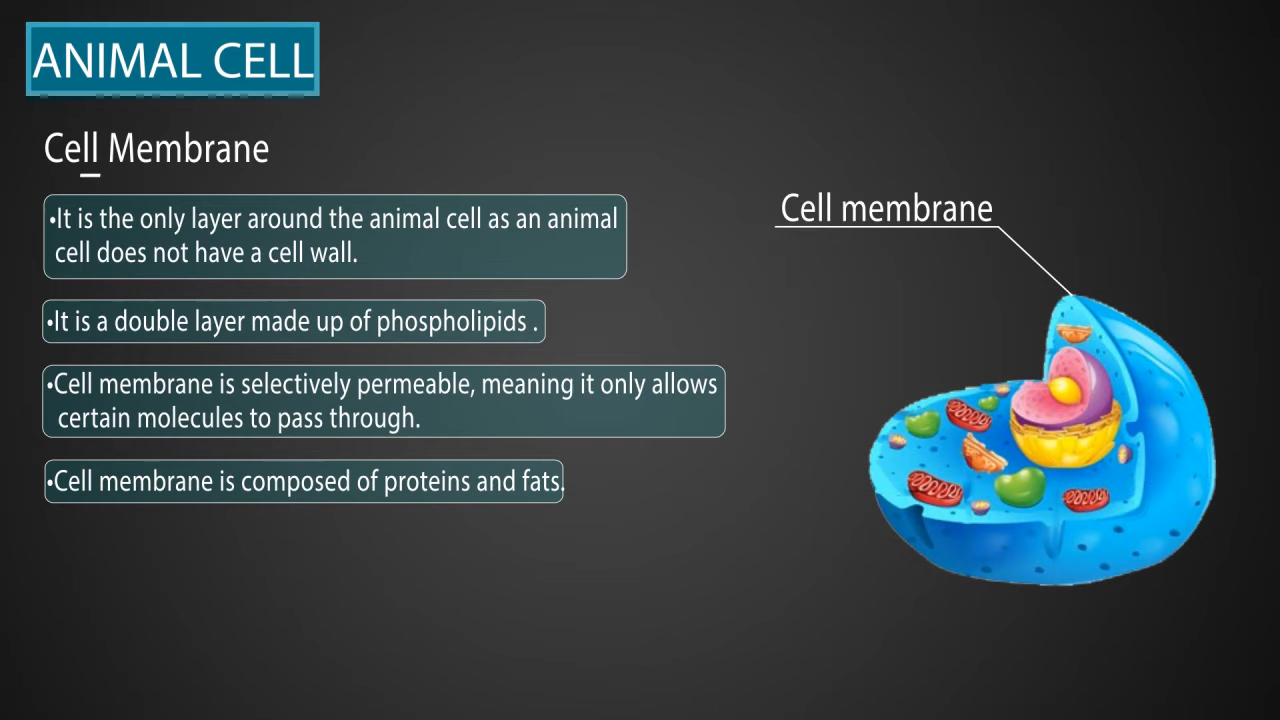 ANIMAL CELL
Cell Membrane
•It is the only layer around the animal cell as an animal
cell does not have a cell wall.
•It is a double layer made up of phospholipids .
•Cell membrane is selectively permeable, meaning it only allows
certain molecules to pass through.
•Cell membrane is composed of proteins and fats.
Cell membrane